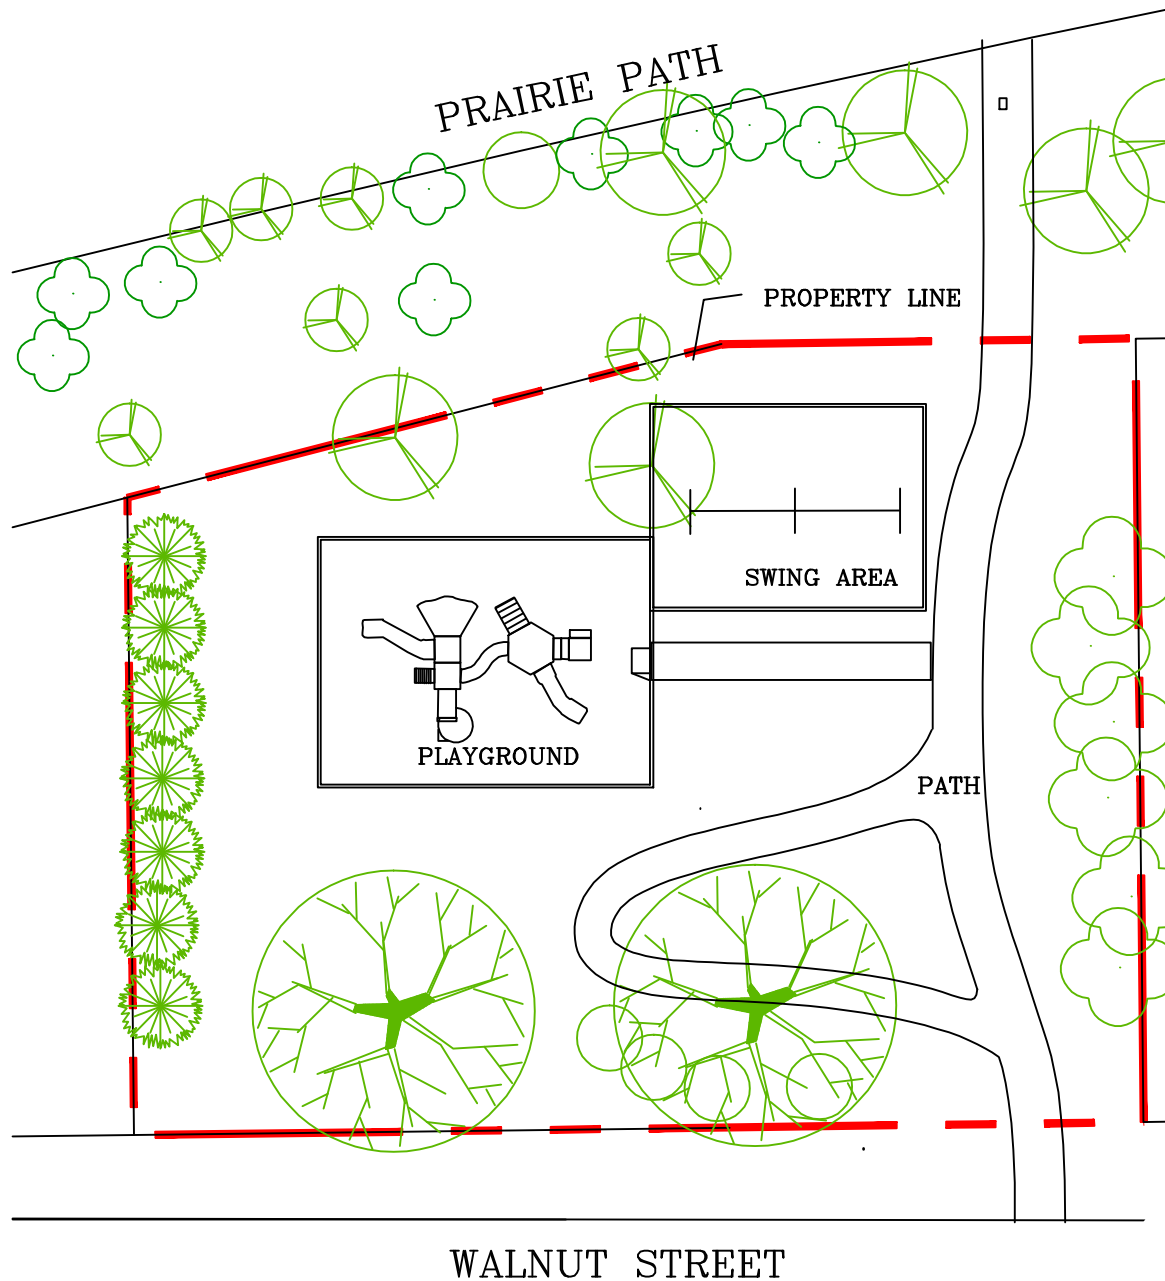 PRAIRIE PATH
PROPERTY LINE
SWING AREA
PLAYGROUND
PATH
WALNUT STREET